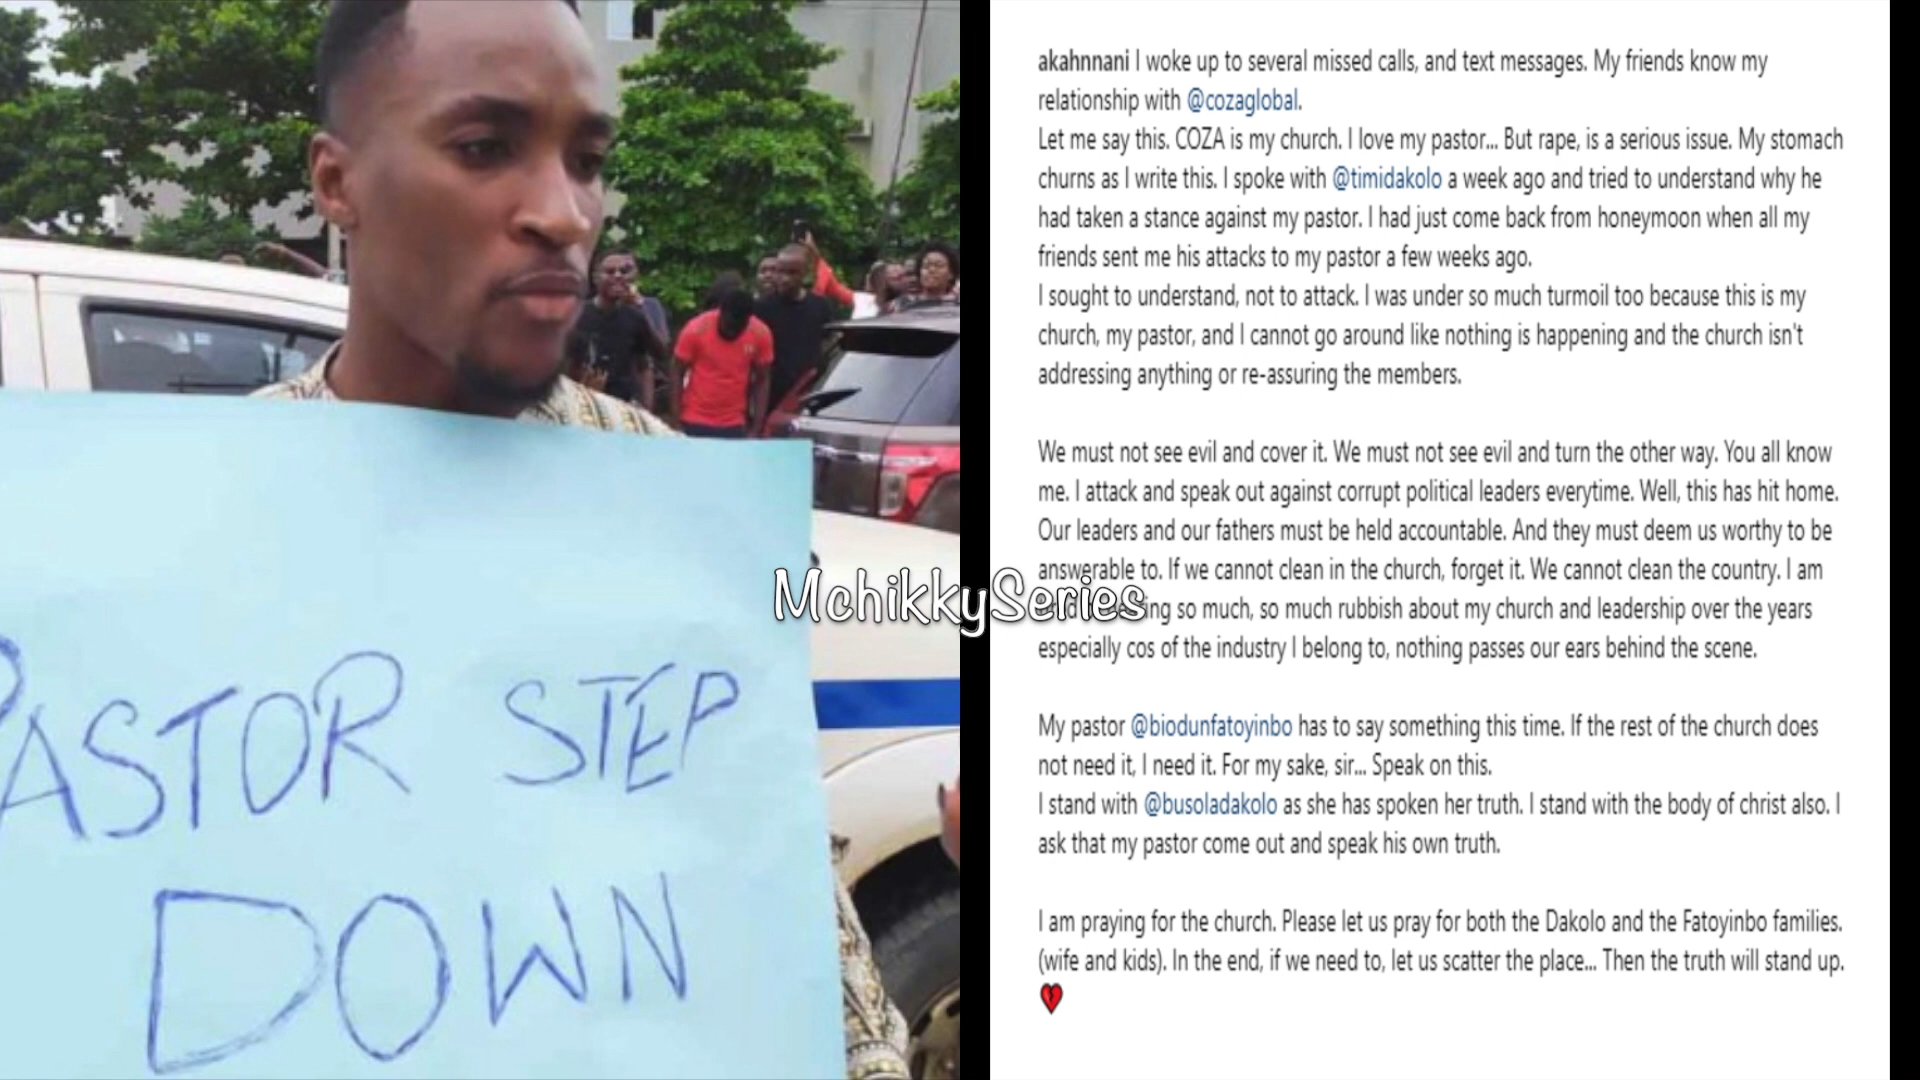 PASTOR STEP
DOWN
MchikkySeries
akahnnani I woke up to several missed calls, and text messages. My friends know my
relationship with @cozaglobal.
Let me say this. COZA is my church. I love my pastor... But rape, is a serious issue. My stomach
churns as I write this. I spoke with @timidakolo a week ago and tried to understand why he
had taken a stance against my pastor. I had just come back from honeymoon when all my
friends sent me his attacks to my pastor a few weeks ago.
I sought to understand, not to attack. I was under so much turmoil too because this is my
church, my pastor, and I cannot go around like nothing is happening and the church isn't
addressing anything or re-assuring the members.
We must not see evil and cover it. We must not see evil and turn the other way. You all know
me. I attack and speak out against corrupt political leaders everytime. Well, this has hit home.
Our leaders and our fathers must be held accountable. And they must deem us worthy to be
answerable to. If we cannot clean in the church, forget it. We cannot clean the country. I am
so much, so much rubbish about my church and leadership over the years
especially cos of the industry I belong to, nothing passes our ears behind the scene.
My pastor @biodunfatoyinbo has to say something this time. If the rest of the church does
not need it, I need it. For my sake, sir... Speak on this.
I stand with @busoladakolo as she has spoken her truth. I stand with the body of christ also. I
ask that my pastor come out and speak his own truth.
I am praying for the church. Please let us pray for both the Dakolo and the Fatoyinbo families.
(wife and kids). In the end, if we need to, let us scatter the place... Then the truth will stand up.